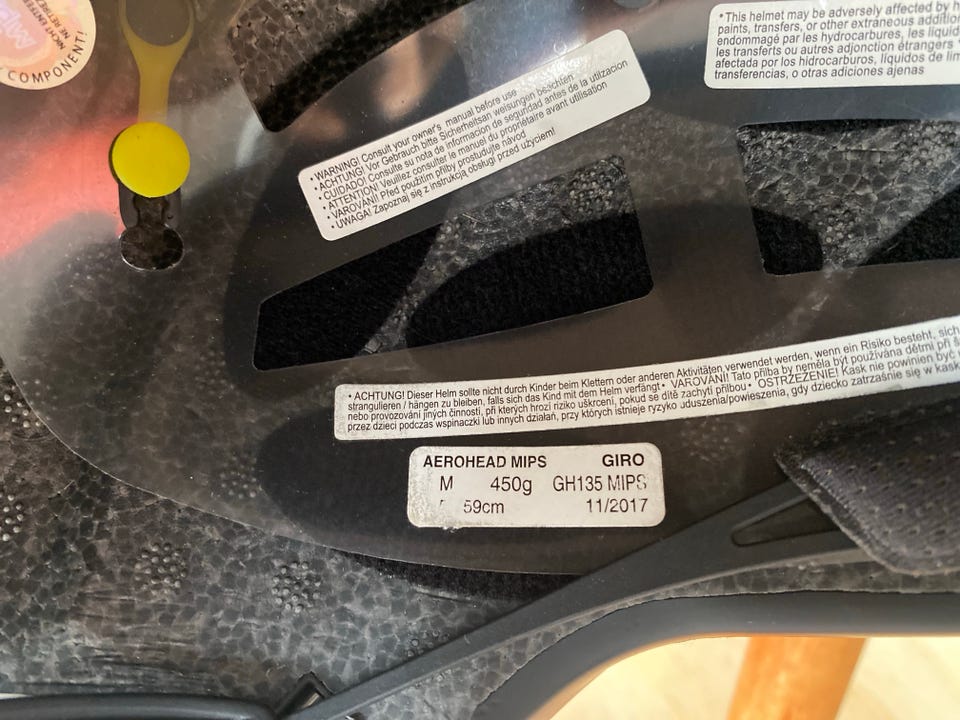 NICHT ENTFER
NE RETIRE
COMPONENT!
•This helmet may be adversely affected by h
paints, transfers, or other extraneous addition
endommagé par les hidrocarbures, les liquid
les transferts ou autres adjonction étrangers •
afectada por los hidrocarburos, líquidos de lim
transferencias, o otras adiciones ajenas
• WARNING! Consult your owner's manual before use
• ACHTUNG! Vor Gebrauch bitte Sicherheitsan weisungen beachten
• CUIDADO! Consulte su nota de informacion de seguridad antes de la utilizacion
• ATTENTION! Veuillez consulter le manuel du propriétaire avant utilisation
• VAROVÁNÍ! Před použitím přilby prostudujte návod
• UWAGA! Zapoznaj się z instrukcją obsługi przed użyciem!
• ACHTUNG! Dieser Helm sollte nicht durch Kinder beim Klettern oder anderen Aktivitäten verwendet werden, wenn ein Risiko besteht, sich
strangulieren / hängen zu bleiben, falls sich das Kind mit dem Helm verfängt • VAROVÁNÍ! Tato přilba by neměla být používána dětmi při
nebo provozování jiných činností, při kterých hrozí riziko uškrcení, pokud se dítě zachytí přilbou • OSTRZEŻENIE! Kask nie powinien być
przez dzieci podczas wspinaczki lub innych działań, przy których istnieje ryzyko uduszenia/powieszenia, gdy dziecko zatrzaśnie się w kask
AEROHEAD MIPS GIRO
M 450g GH135 MIPS
59cm 11/2017